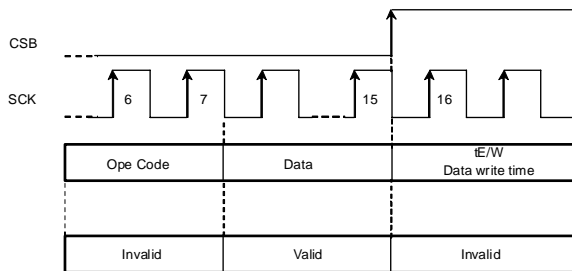 CSB
SCK
6
7
15
16
Ope Code
Data
tE/W
Data write time
Invalid
Valid
Invalid